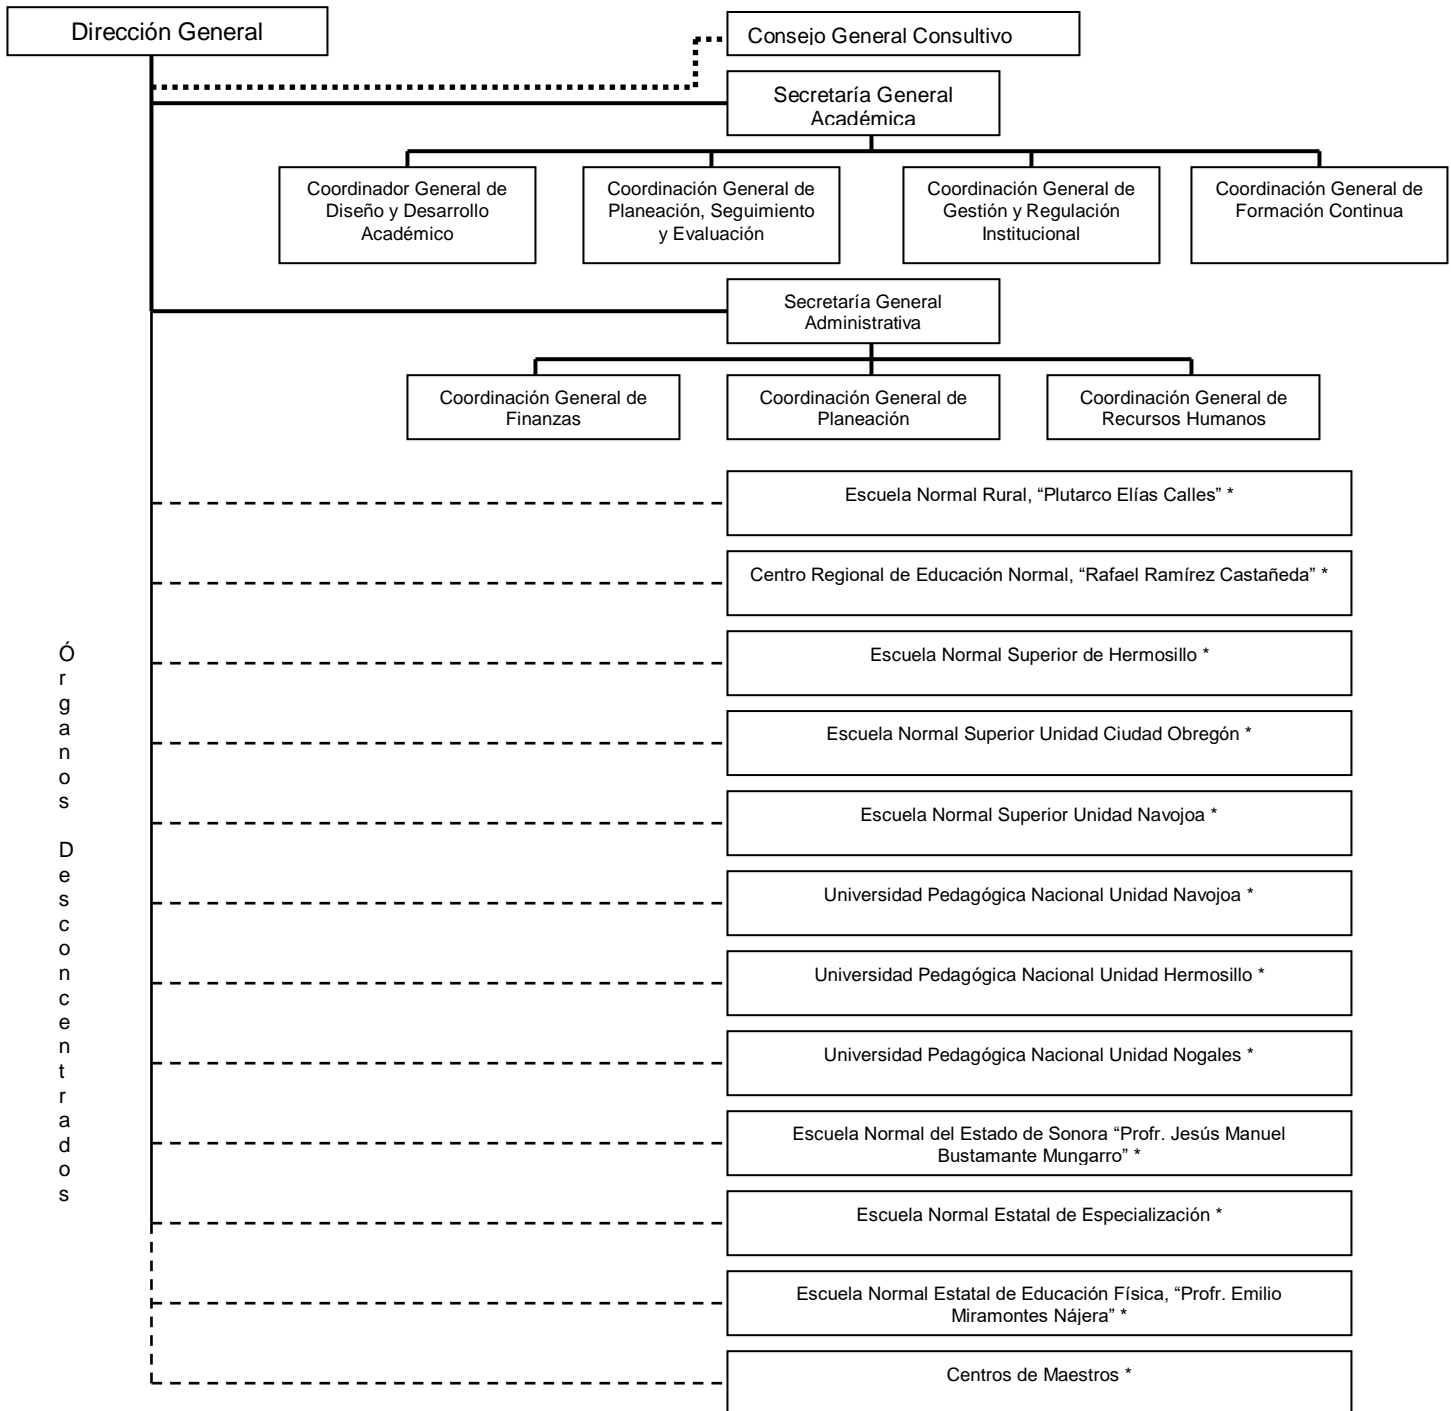 Dirección General
Consejo General Consultivo
Secretaría General
Académica
Coordinador General de
Diseño y Desarrollo
Académico
Coordinación General de
Planeación, Seguimiento
y Evaluación
Coordinación General de
Gestión y Regulación
Institucional
Coordinación General de
Formación Continua
Secretaría General
Administrativa
Coordinación General de
Finanzas
Coordinación General de
Planeación
Coordinación General de
Recursos Humanos
Órganos Desconcentrados
Escuela Normal Rural, “Plutarco Elías Calles” *
Centro Regional de Educación Normal, “Rafael Ramírez Castañeda” *
Escuela Normal Superior de Hermosillo *
Escuela Normal Superior Unidad Ciudad Obregón *
Escuela Normal Superior Unidad Navojoa *
Universidad Pedagógica Nacional Unidad Navojoa *
Universidad Pedagógica Nacional Unidad Hermosillo *
Universidad Pedagógica Nacional Unidad Nogales *
Escuela Normal del Estado de Sonora “Profr. Jesús Manuel
Bustamante Mungarro” *
Escuela Normal Estatal de Especialización *
Escuela Normal Estatal de Educación Física, “Profr. Emilio
Miramontes Nájera” *
Centros de Maestros *